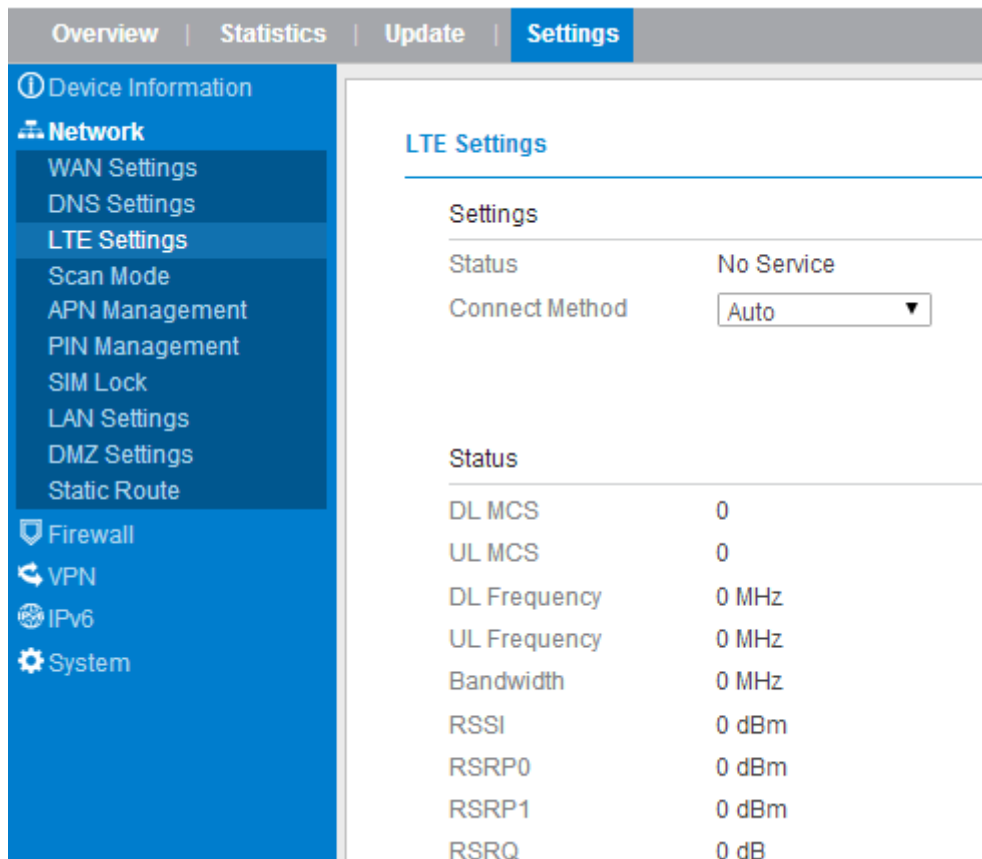 Overview | Statistics | Update | Settings
Device Information
Network
WAN Settings
DNS Settings
LTE Settings
Scan Mode
APN Management
PIN Management
SIM Lock
LAN Settings
DMZ Settings
Static Route
Firewall
VPN
IPv6
System
LTE Settings
Settings
Status No Service
Connect Method Auto
Status
DL MCS 0
UL MCS 0
DL Frequency 0 MHz
UL Frequency 0 MHz
Bandwidth 0 MHz
RSSI 0 dBm
RSRP0 0 dBm
RSRP1 0 dBm
RSRQ 0 dB